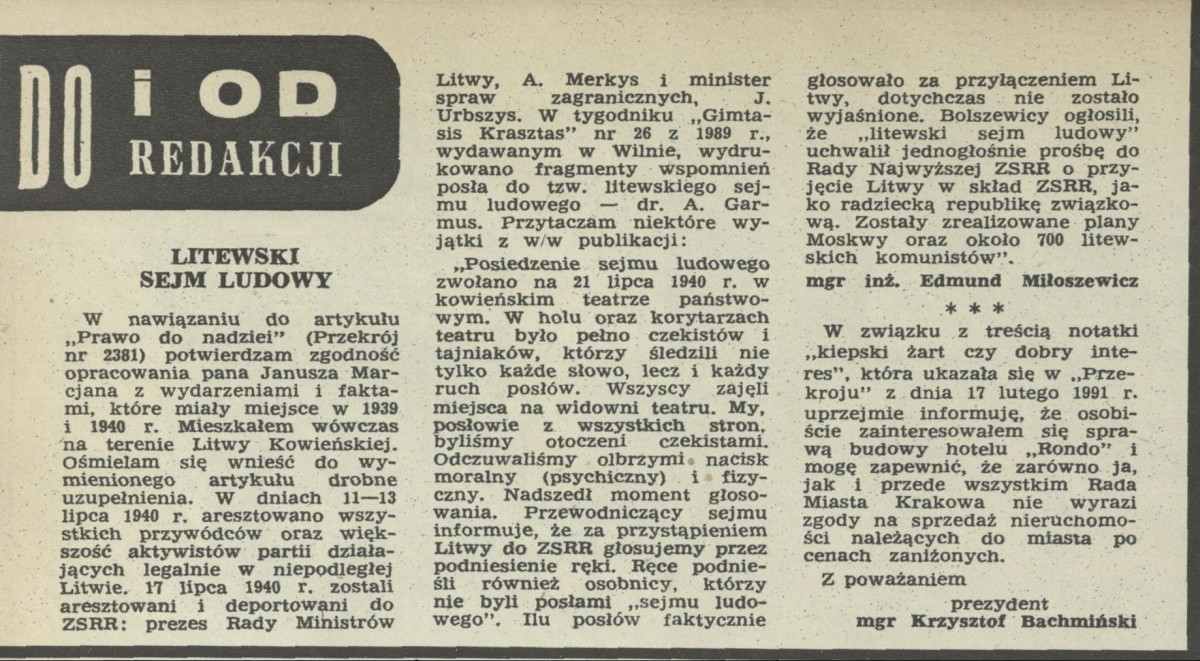 DO i OD
REDAKCJI
LITEWSKI
SEJM LUDOWY
W nawiązaniu do artykułu
„Prawo do nadziei” (Przekrój
nr 2381) potwierdzam zgodność
opracowania pana Janusza Mar-
cjana z wydarzeniami i fakta-
mi, które miały miejsce w 1939
i 1940 r. Mieszkałem wówczas
na terenie Litwy Kowieńskiej.
Ośmielam się wnieść do wy-
mienionego artykułu drobne
uzupełnienia. W dniach 11—13
lipca 1940 r. aresztowano wszy-
stkich przywódców oraz więk-
szość aktywistów partii działa-
jących legalnie w niepodległej
Litwie. 17 lipca 1940 r. zostali
aresztowani i deportowani do
ZSRR: prezes Rady Ministrów
Litwy, A. Merkys i minister
spraw zagranicznych, J.
Urbszys. W tygodniku „Gimta-
sis Krasztas” nr 26 z 1989 r.,
wydawanym w Wilnie, wydru-
kowano fragmenty wspomnień
posła do tzw. litewskiego sej-
mu ludowego — dr. A. Gar-
mus. Przytaczam niektóre wy-
jątki z w/w publikacji:
„Posiedzenie sejmu ludowego
zwołano na 21 lipca 1940 r. w
kowieńskim teatrze państwo-
wym. W holu oraz korytarzach
teatru było pełno czekistów i
tajniaków, którzy śledzili nie
tylko każde słowo, lecz i każdy
ruch posłów. Wszyscy zajęli
miejsca na widowni teatru. My,
posłowie z wszystkich stron,
byliśmy otoczeni czekistami.
Odczuwaliśmy olbrzymi nacisk
moralny (psychiczny) i fizy-
czny. Nadszedł moment głoso-
wania. Przewodniczący sejmu
informuje, że za przystąpieniem
Litwy do ZSRR głosujemy przez
podniesienie ręki. Ręce podnie-
śli również osobnicy, którzy
nie byli posłami „sejmu ludo-
wego”. Ilu posłów faktycznie
głosowało za przyłączeniem Li-
twy, dotychczas nie zostało
wyjaśnione. Bolszewicy ogłosili,
że „litewski sejm ludowy”
uchwalił jednogłośnie prośbę do
Rady Najwyższej ZSRR o przy-
jęcie Litwy w skład ZSRR, ja-
ko radziecką republikę związko-
wą. Zostały zrealizowane plany
Moskwy oraz około 700 litew-
skich komunistów”.
mgr inż. Edmund Miłoszewicz
* * *
W związku z treścią notatki
„kiepski żart czy dobry inte-
res”, która ukazała się w „Prze-
kroju” z dnia 17 lutego 1991 r.
uprzejmie informuję, że osobi-
ście zainteresowałem się spra-
wą budowy hotelu „Rondo” i
mogę zapewnić, że zarówno ja,
jak i przede wszystkim Rada
Miasta Krakowa nie wyrazi
zgody na sprzedaż nieruchomo-
ści należących do miasta po
cenach zaniżonych.
Z poważaniem
prezydent
mgr Krzysztof Bachmiński